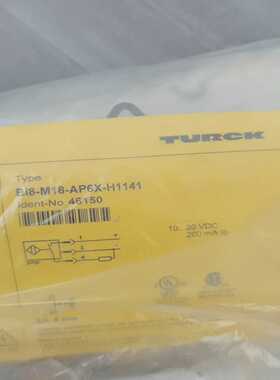 TURCK
Type
Bi8-M18-AP6X-H1141
Ident-No. 46150
10...30 VDC
200 mA